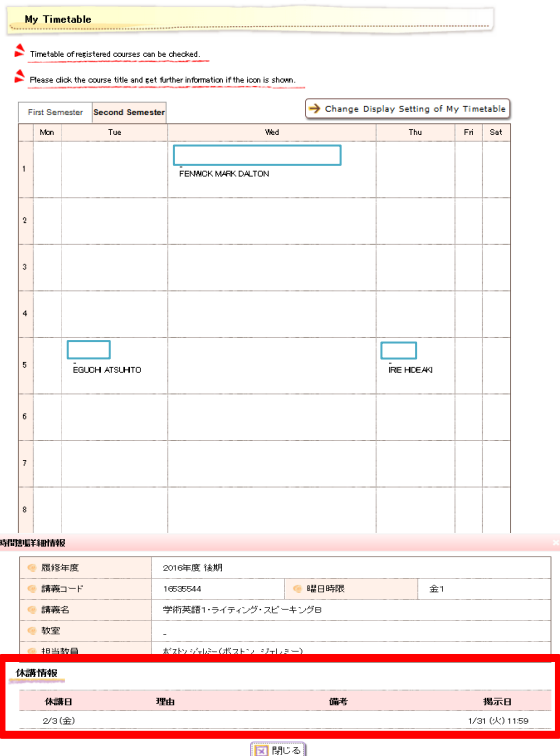 My Timetable
Timetable of registered courses can be checked.
Please click the course title and get further information if the icon is shown.
First Semester Second Semester
Change Display Setting of My Timetable
Mon Tue Wed Thu Fri Sat
1
FENWICK MARK DALTON
2
3
4
5
EGUCHI ATSUHITO
IRIE HIDEAKI
6
7
8
時間割詳細情報
履修年度 2016年度 後期
講義コード 16535544 曜日時限 金1
講義名 学術英語1・ライティング・スピーキングB
教室 -
担当教員 ボストン ジェレミー(ボストン ジェレミー)
休講情報
休講日 理由 備考 掲示日
2/3 (金) 1/31 (火) 11:59
閉じる